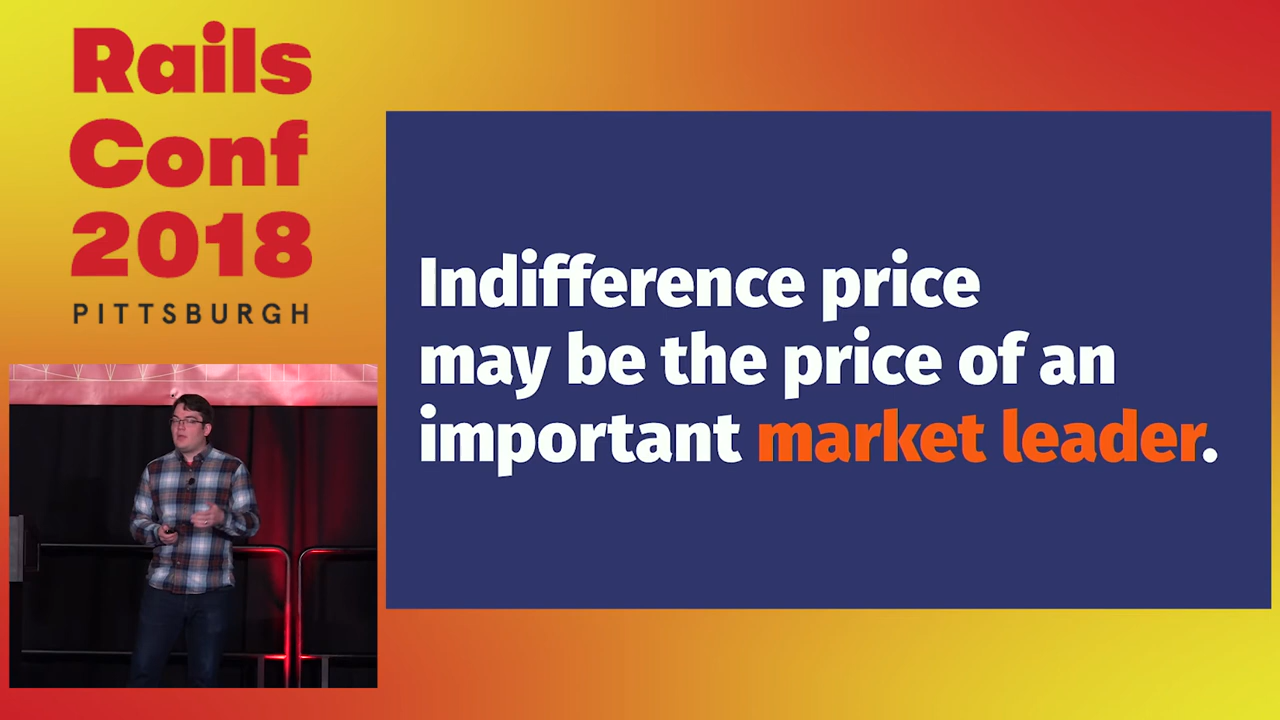 Rails
Conf
2018
PITTSBURGH
Indifference price
may be the price of an
important market leader.